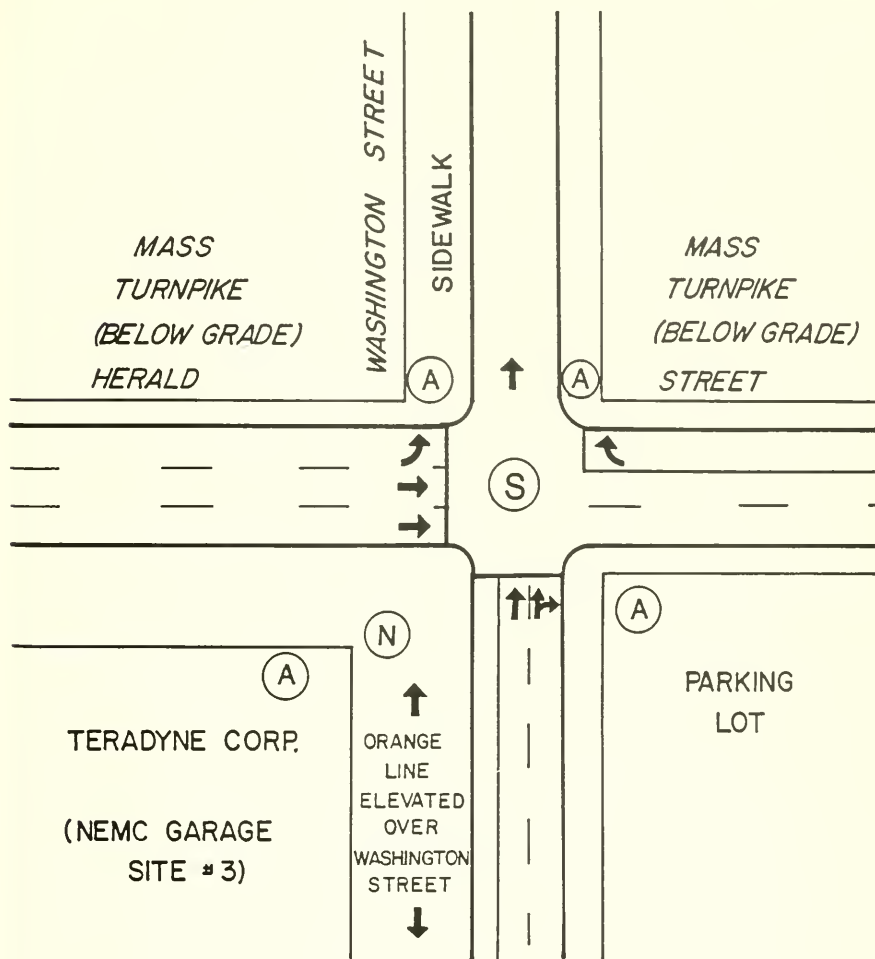 WASHINGTON STREET
SIDEWALK
MASS
TURNPIKE
(BELOW GRADE)
HERALD
MASS
TURNPIKE
(BELOW GRADE)
STREET
A
A
S
N
A
A
TERADYNE CORP.
(NEMC GARAGE
SITE #3)
ORANGE
LINE
ELEVATED
OVER
WASHINGTON
STREET
PARKING
LOT